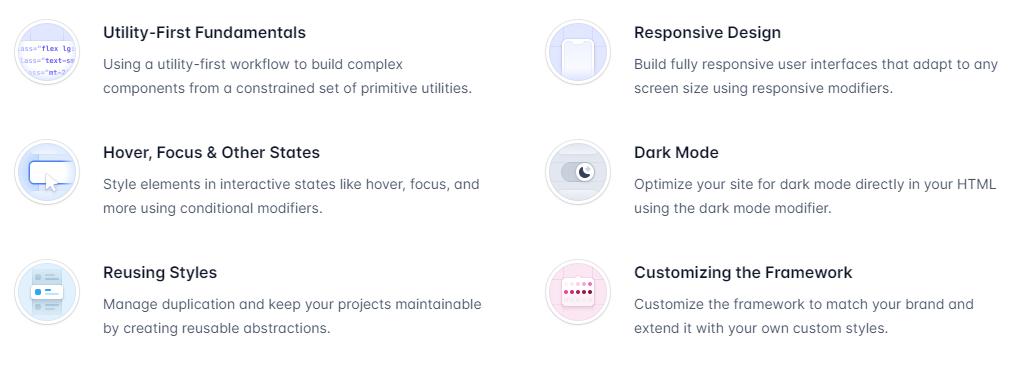 Utility-First Fundamentals
Using a utility-first workflow to build complex
components from a constrained set of primitive utilities.
ass="flex lg:
lass="text-sm
ass="mt-2
Responsive Design
Build fully responsive user interfaces that adapt to any
screen size using responsive modifiers.
Hover, Focus & Other States
Style elements in interactive states like hover, focus, and
more using conditional modifiers.
Dark Mode
Optimize your site for dark mode directly in your HTML
using the dark mode modifier.
Reusing Styles
Manage duplication and keep your projects maintainable
by creating reusable abstractions.
Customizing the Framework
Customize the framework to match your brand and
extend it with your own custom styles.